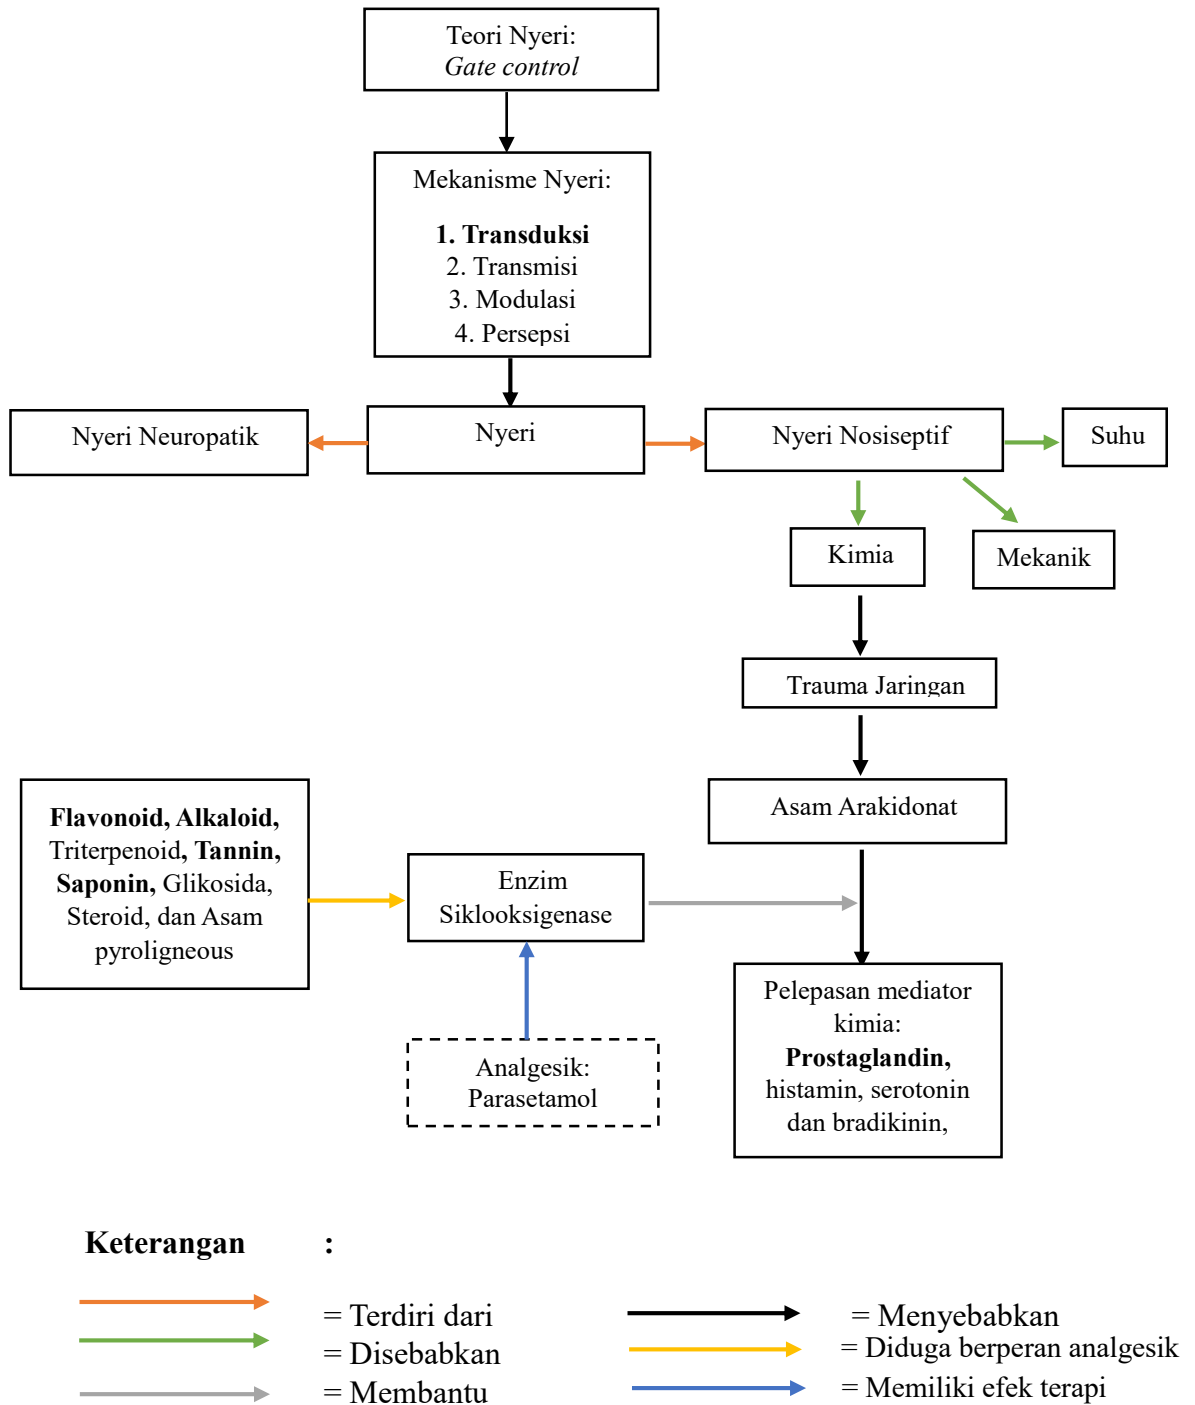 Teori Nyeri:
Gate control
Mekanisme Nyeri:
1. Transduksi
2. Transmisi
3. Modulasi
4. Persepsi
Nyeri Neuropatik
Nyeri
Nyeri Nosiseptif
Suhu
Kimia
Mekanik
Trauma Jaringan
Asam Arakidonat
Flavonoid, Alkaloid,
Triterpenoid, Tannin,
Saponin, Glikosida,
Steroid, dan Asam
pyroligneous
Enzim
Siklooksigenase
Analgesik:
Parasetamol
Pelepasan mediator
kimia:
Prostaglandin,
histamin, serotonin
dan bradikinin,
Keterangan :
= Terdiri dari
= Disebabkan
= Membantu
= Menyebabkan
= Diduga berperan analgesik
= Memiliki efek terapi